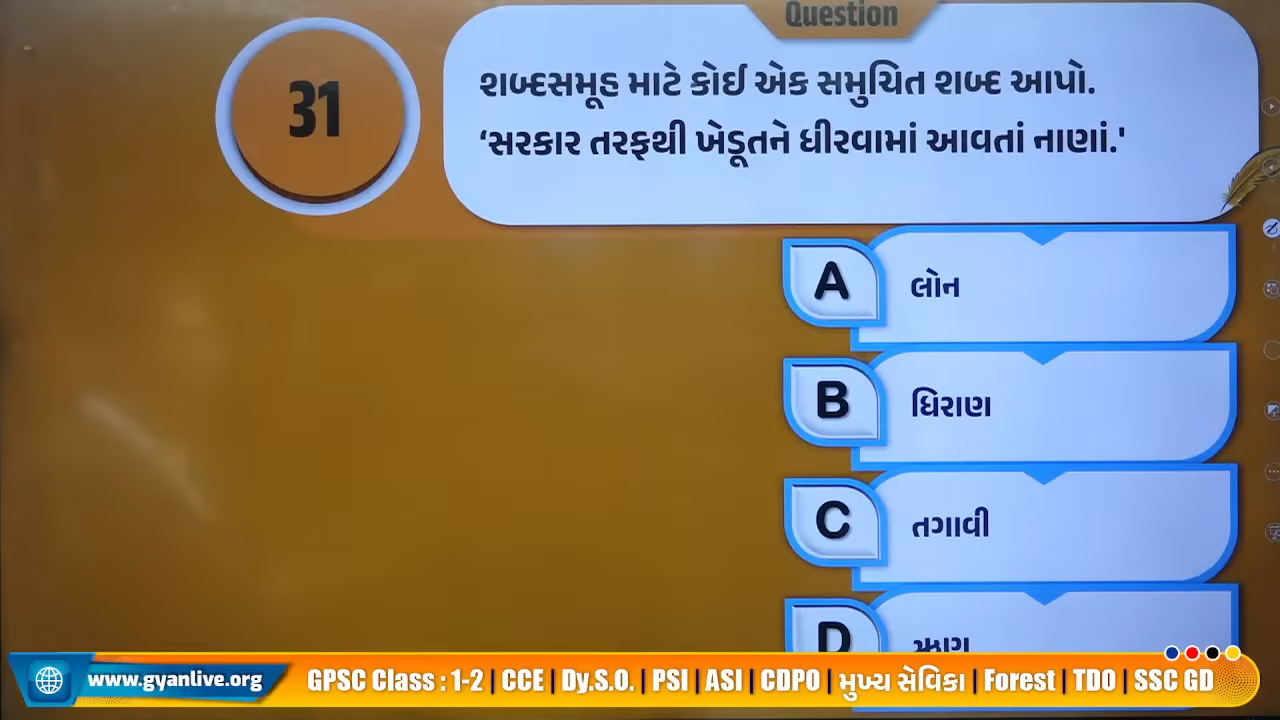 Question
31
શબ્દસમૂહ માટે કોઈ એક સમુચિત શબ્દ આપો.
‘સરકાર તરફથી ખેડૂતને ધીરવામાં આવતાં નાણાં.'
A લોન
B ધિરાણ
C તગાવી
D ઋણ
www.gyanlive.org
GPSC Class : 1-2 | CCE | Dy.S.O. | PSI | ASI | CDPO | મુખ્ય સેવિકા | Forest | TDO | SSC GD